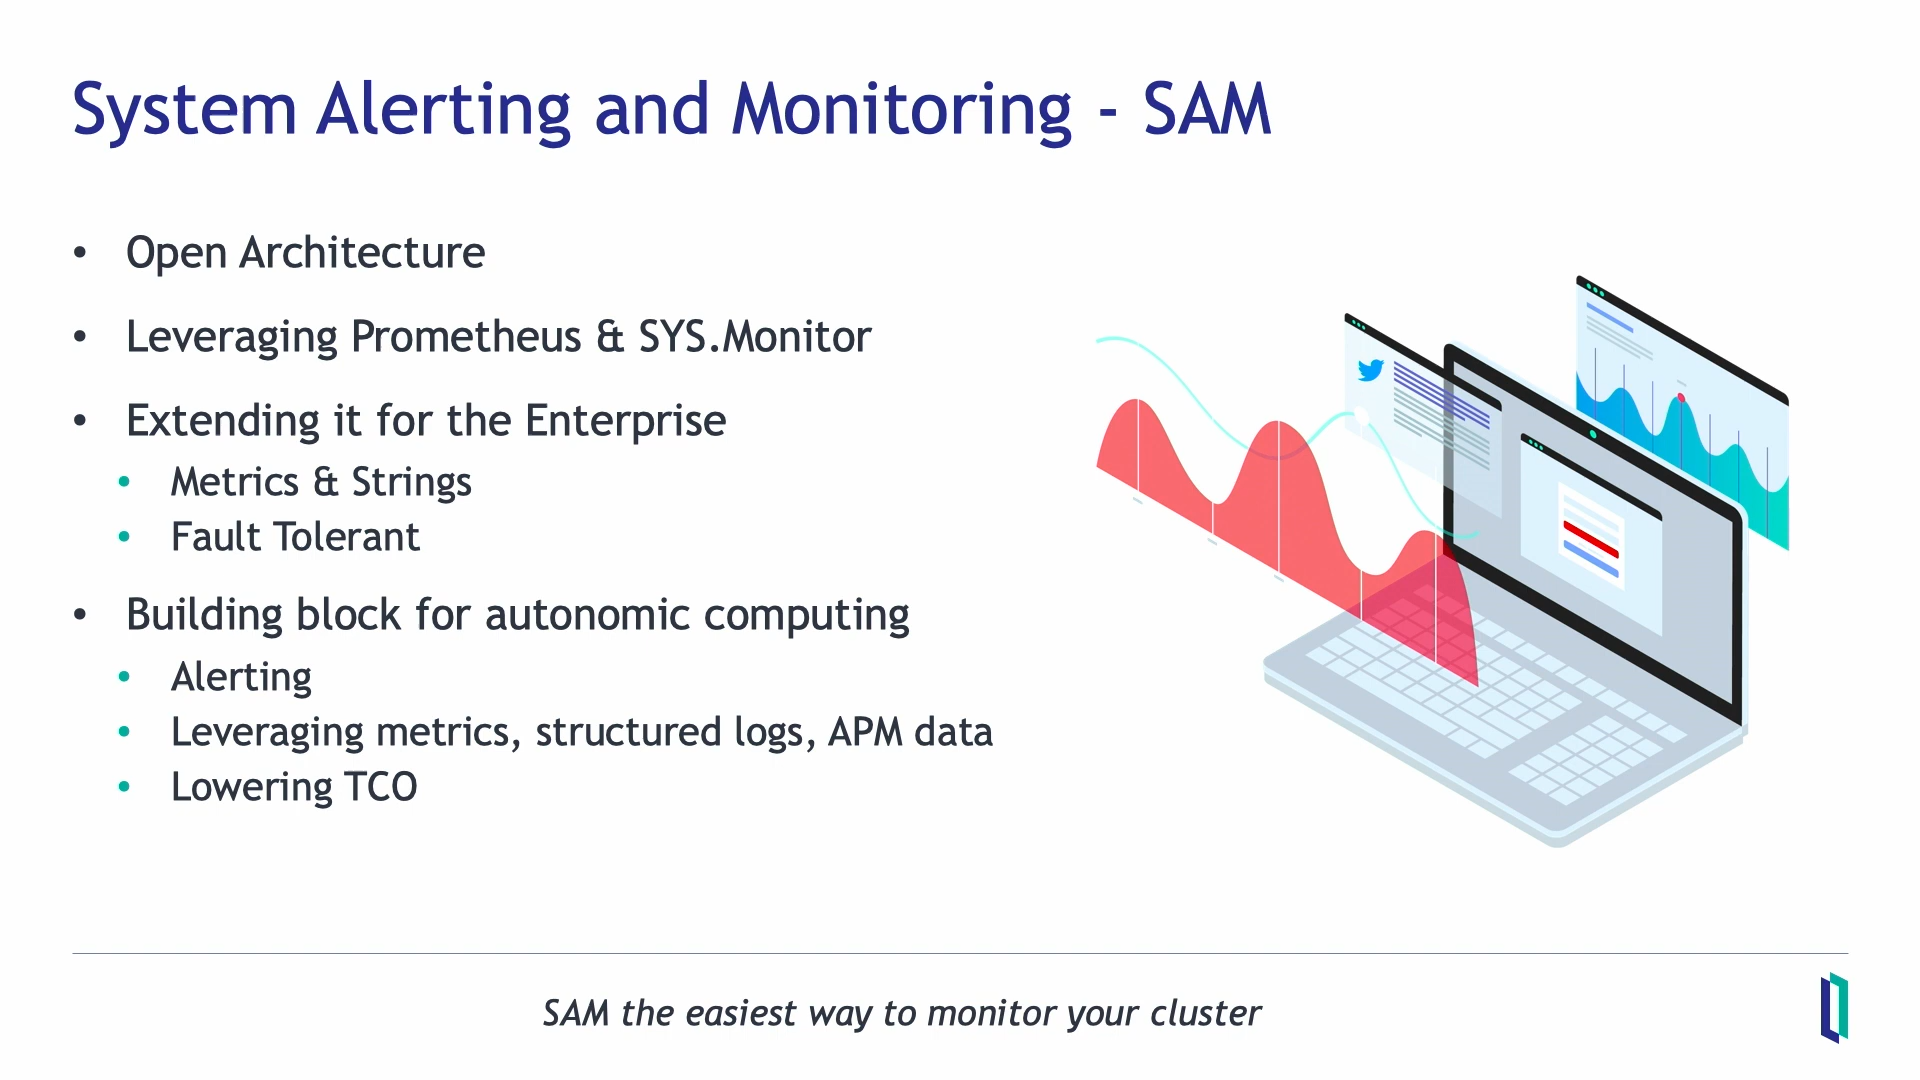 System Alerting and Monitoring - SAM
• Open Architecture
• Leveraging Prometheus & SYS.Monitor
• Extending it for the Enterprise
• Metrics & Strings
• Fault Tolerant
• Building block for autonomic computing
• Alerting
• Leveraging metrics, structured logs, APM data
• Lowering TCO
SAM the easiest way to monitor your cluster